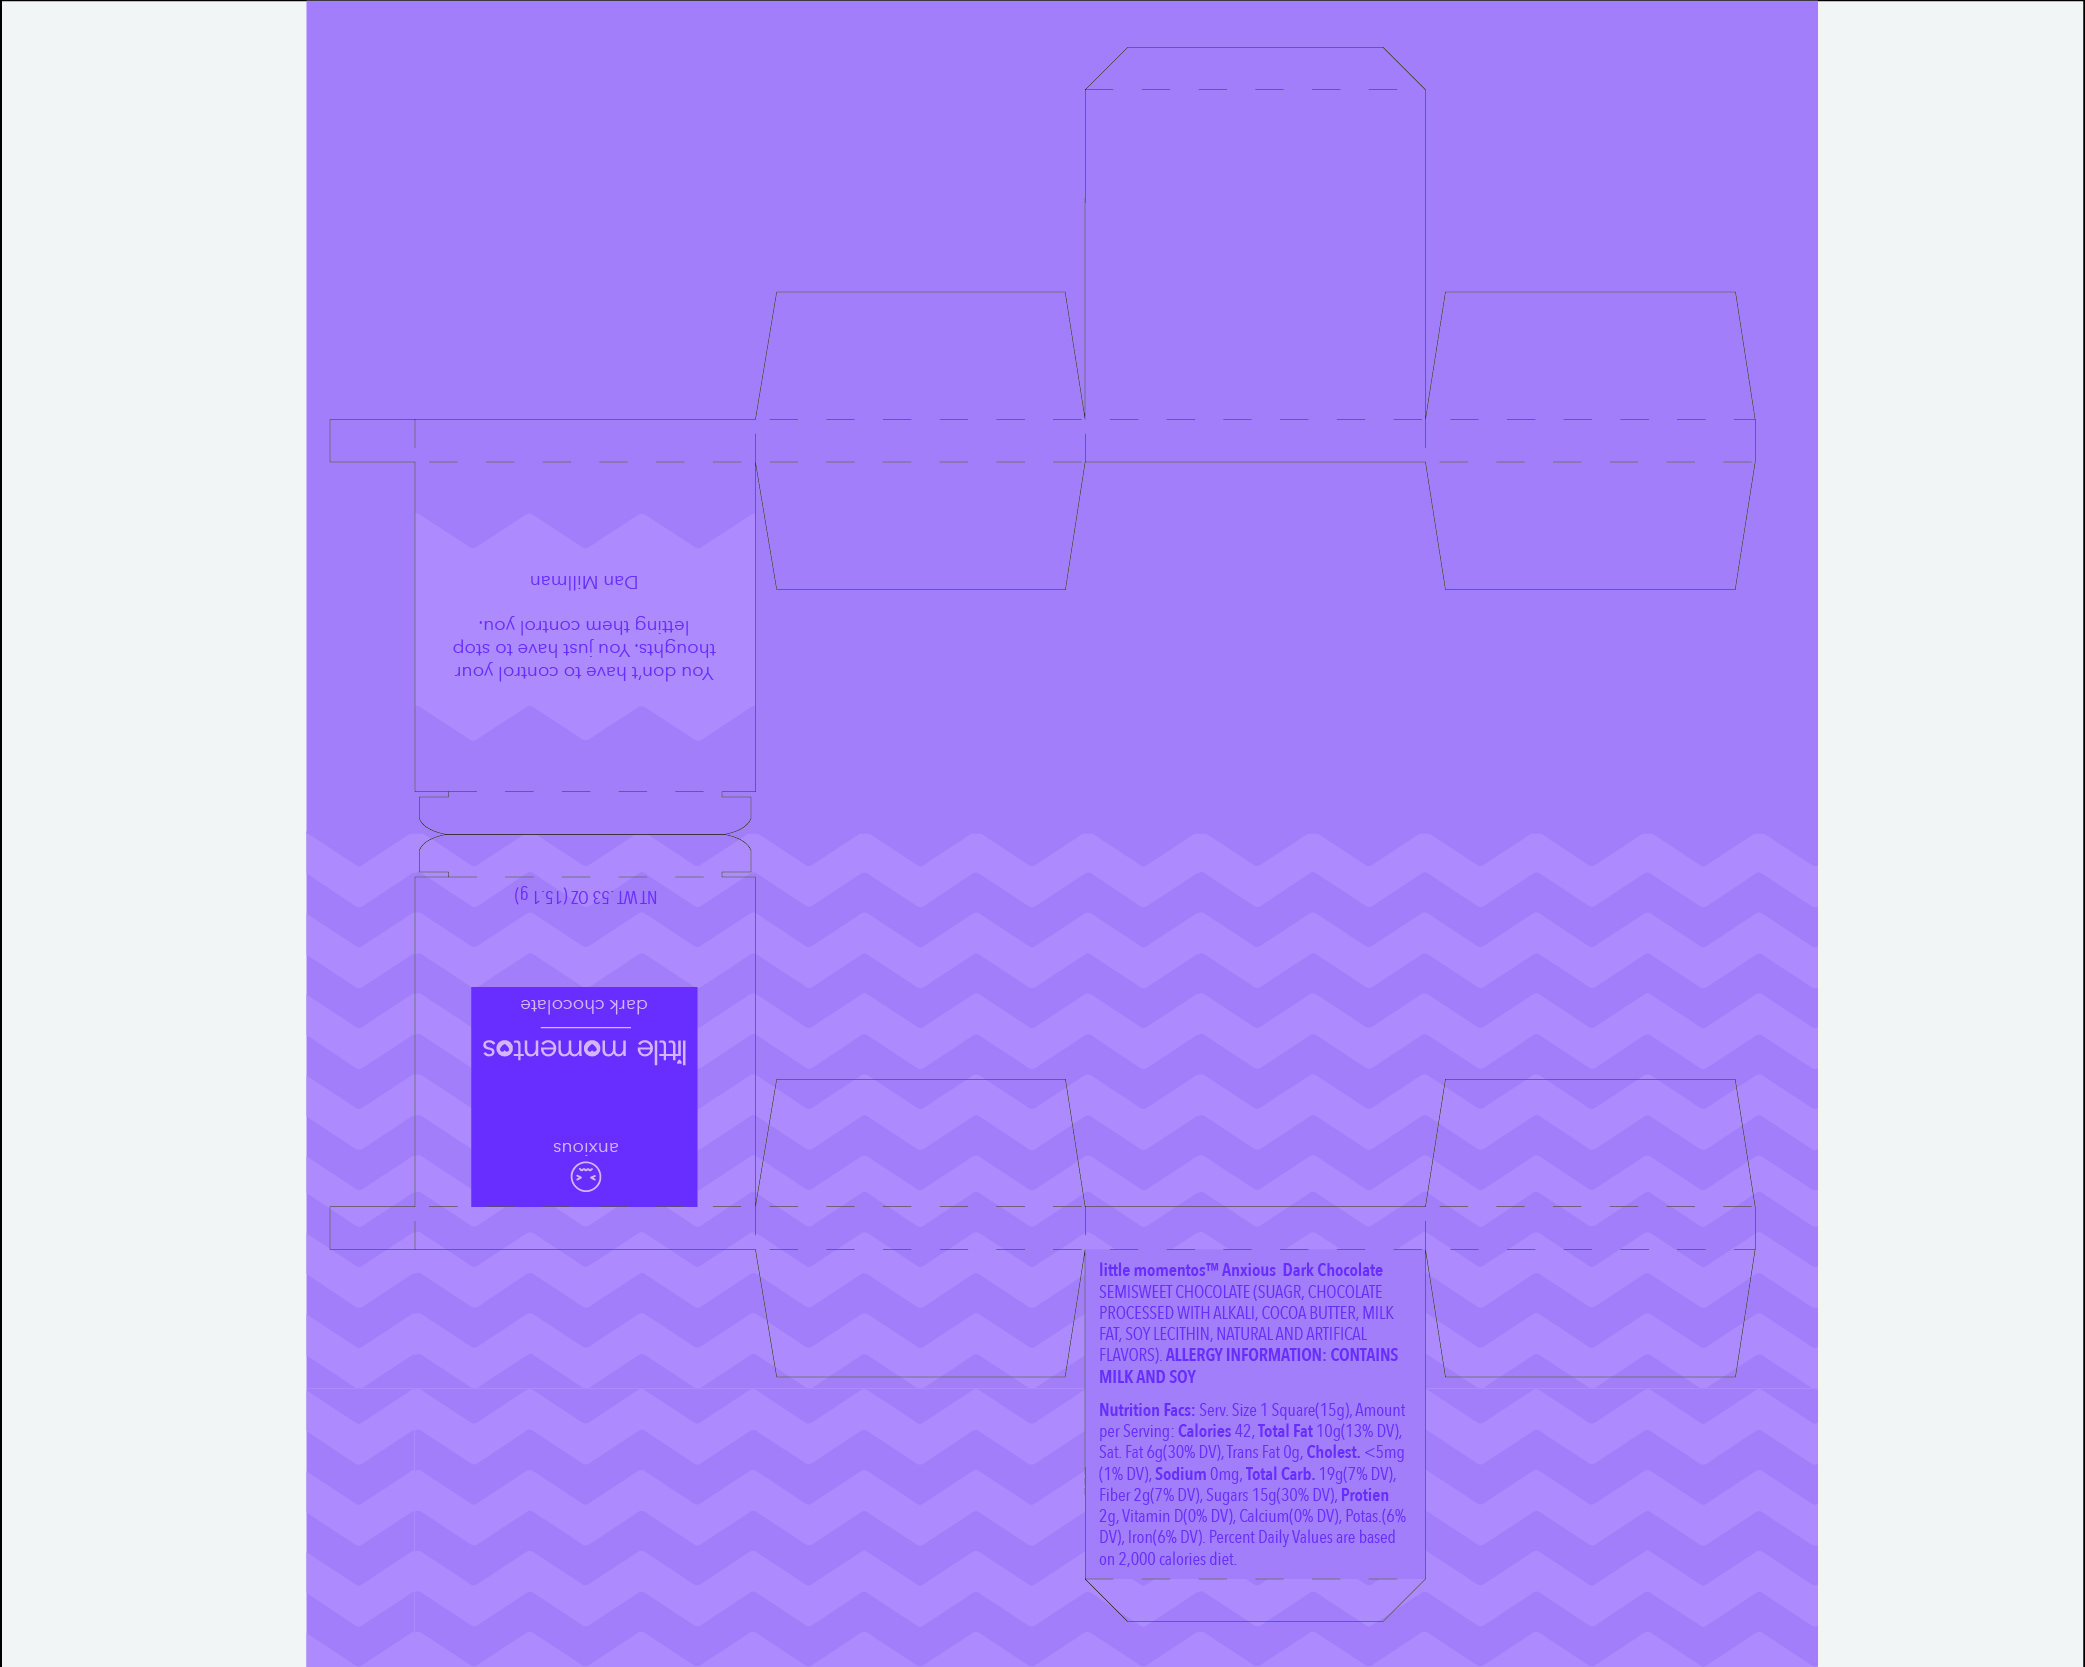 You don't have to control your
thoughts. You just have to stop
letting them control you.
Dan Millman
anxious
little momentos
dark chocolate
NTWT .53 OZ (15.1 g)
little momentos™ Anxious  Dark Chocolate
SEMISWEET CHOCOLATE (SUAGR, CHOCOLATE
PROCESSED WITH ALKALI, COCOA BUTTER, MILK
FAT, SOY LECITHIN, NATURAL AND ARTIFICAL
FLAVORS). ALLERGY INFORMATION: CONTAINS
MILK AND SOY
Nutrition Facs: Serv. Size 1 Square(15g), Amount
per Serving: Calories 42, Total Fat 10g(13% DV),
Sat. Fat 6g(30% DV), Trans Fat 0g, Cholest. <5mg
(1% DV), Sodium 0mg, Total Carb. 19g(7% DV),
Fiber 2g(7% DV), Sugars 15g(30% DV), Protien
2g, Vitamin D(0% DV), Calcium(0% DV), Potas.(6%
DV), Iron(6% DV). Percent Daily Values are based
on 2,000 calories diet.